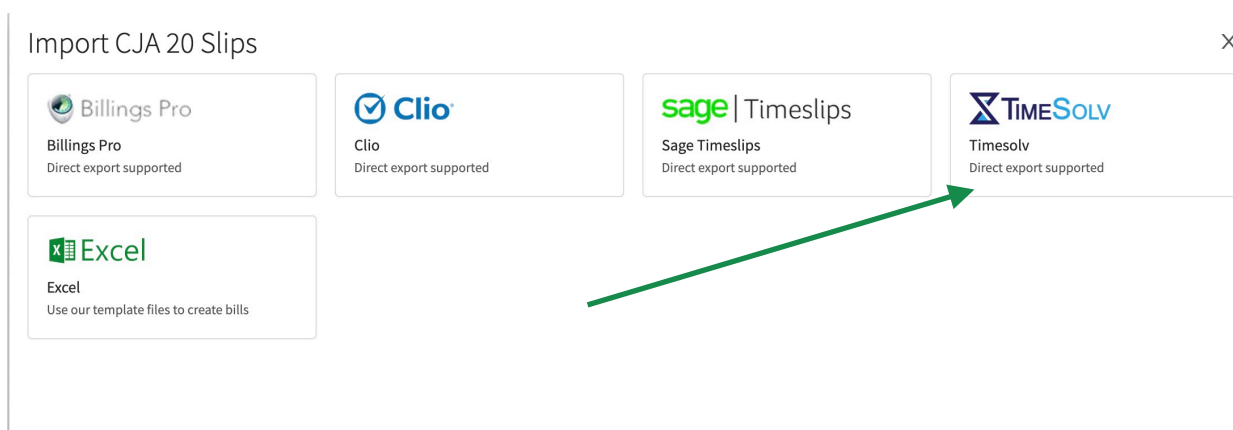 Import CJA 20 Slips
X
Billings Pro
Billings Pro
Direct export supported
Clio
Clio
Direct export supported
sage | Timeslips
Sage Timeslips
Direct export supported
TIMESOLV
Timesolv
Direct export supported
X Excel
Excel
Use our template files to create bills